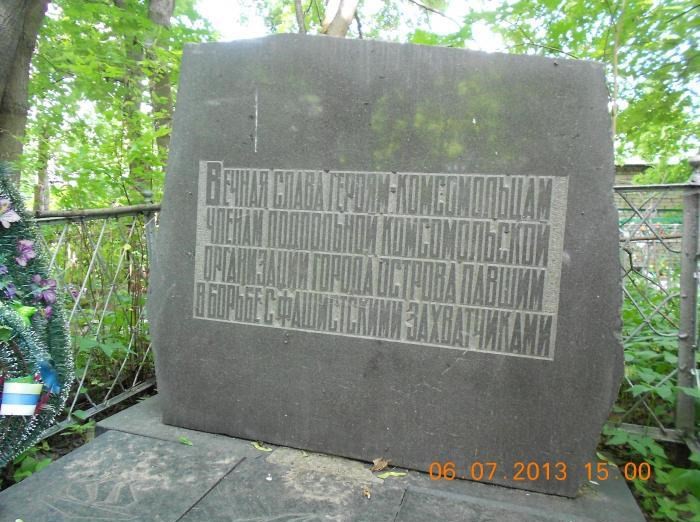 Вечная слава героям-комсомольцам
членам подпольной комсомольской
организации города Острова павшим
в борьбе с фашистскими захватчиками
06.07.2013 15:00